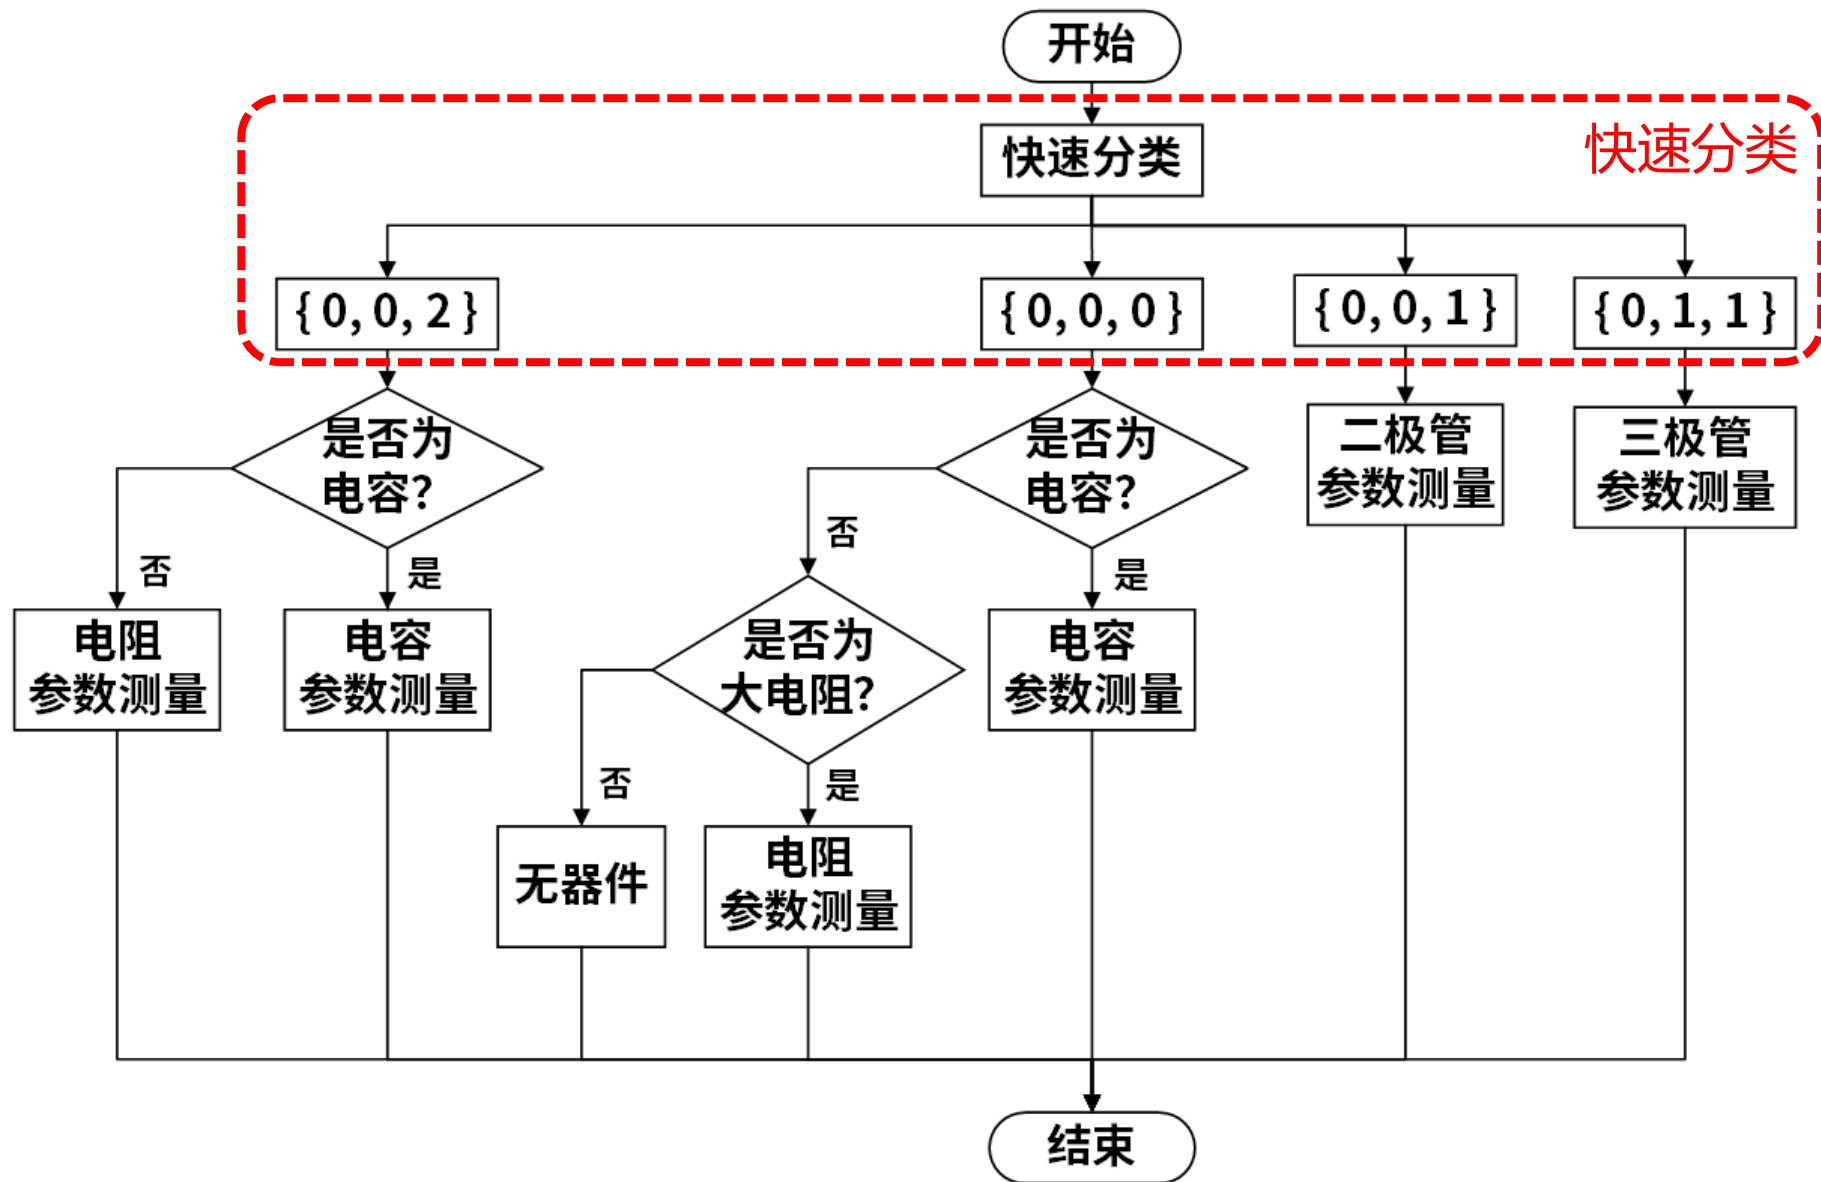 开始
快速分类
快速分类
{ 0, 0, 2 }
{ 0, 0, 0 }
{ 0, 0, 1 }
{ 0, 1, 1 }
是否为
电容？
是否为
电容？
二极管
参数测量
三极管
参数测量
否
是
否
是
电阻
参数测量
电容
参数测量
是否为
大电阻？
电容
参数测量
否
是
无器件
电阻
参数测量
结束